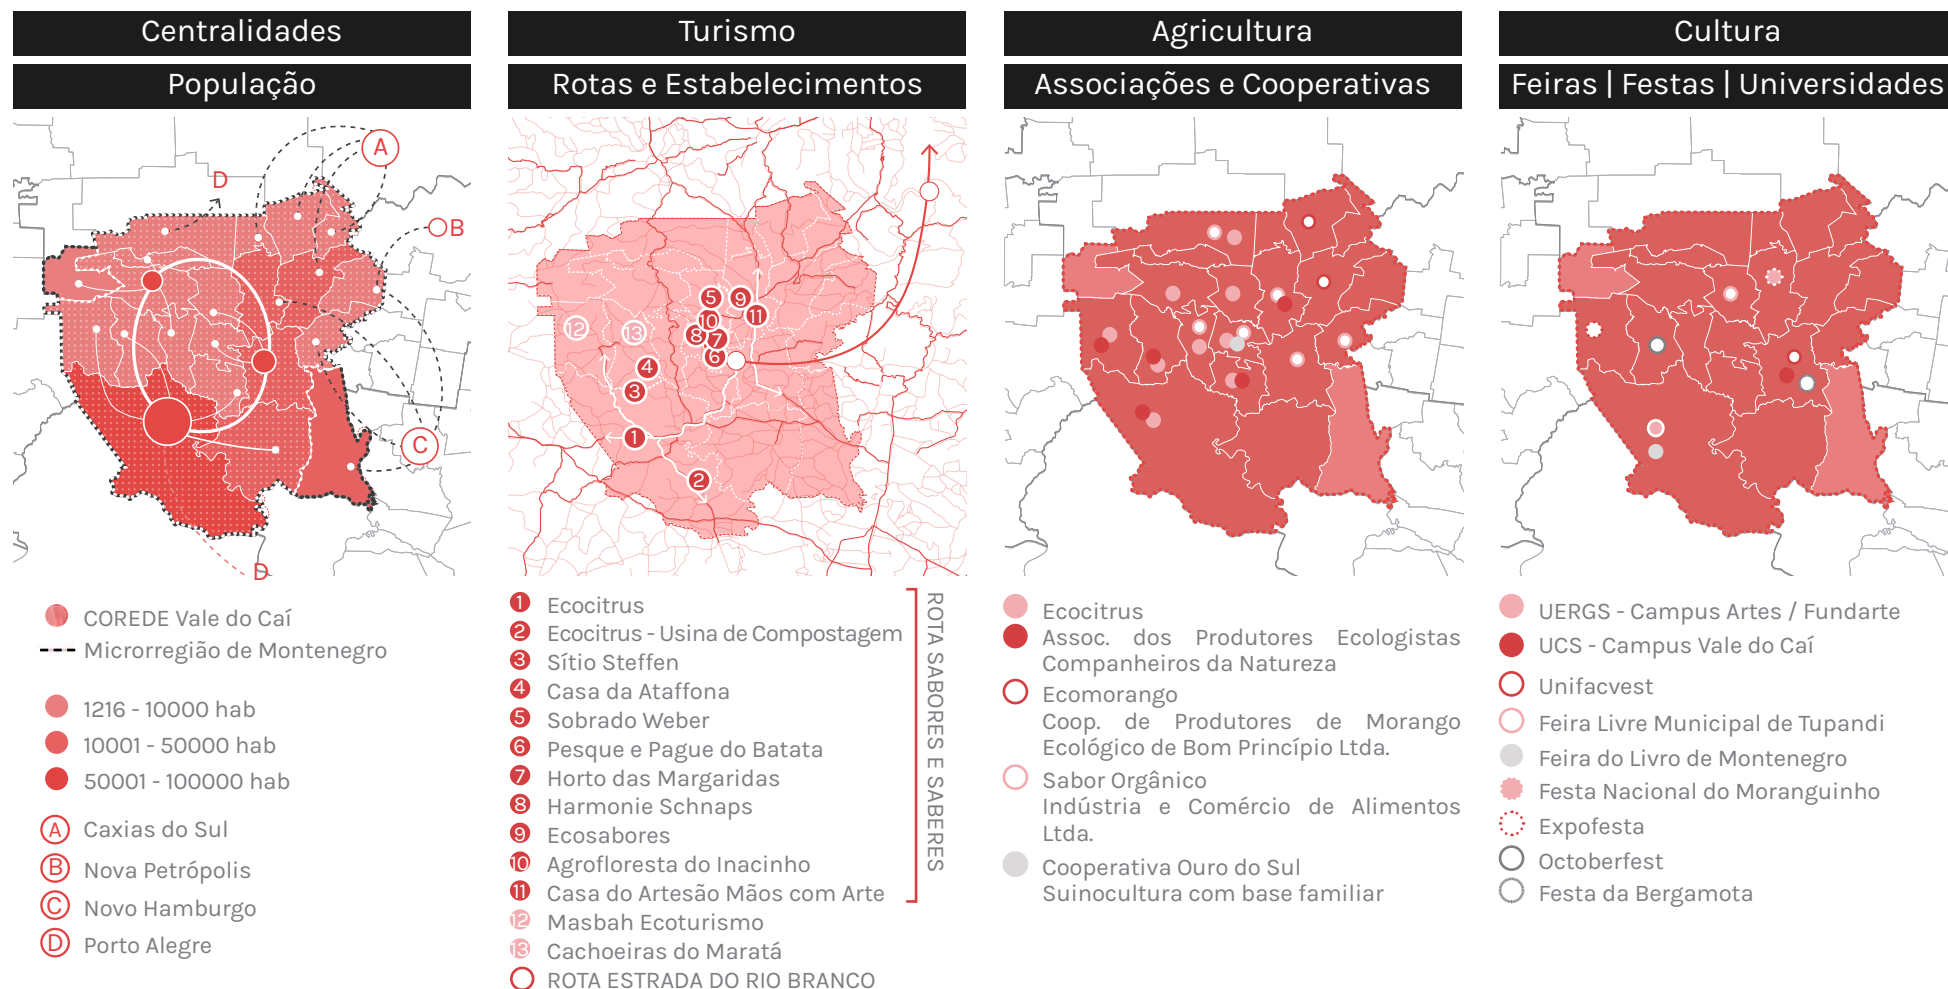 Centralidades
População
A
D
B
C
D
COREDE Vale do Caí
Microrregião de Montenegro
1216 - 10000 hab
10001 - 50000 hab
50001 - 100000 hab
A Caxias do Sul
B Nova Petrópolis
C Novo Hamburgo
D Porto Alegre
Turismo
Rotas e Estabelecimentos
5
9
10
11
12
13
8
7
6
4
3
1
2
1 Ecocitrus
2 Ecocitrus - Usina de Compostagem
3 Sítio Steffen
4 Casa da Ataffona
5 Sobrado Weber
6 Pesque e Pague do Batata
7 Horto das Margaridas
8 Harmonie Schnaps
9 Ecosabores
10 Agrofloresta do Inacinho
11 Casa do Artesão Mãos com Arte
12 Masbah Ecoturismo
13 Cachoeiras do Maratá
ROTA ESTRADA DO RIO BRANCO
ROTA SABORES E SABERES
Agricultura
Associações e Cooperativas
Ecocitrus
Assoc. dos Produtores Ecologistas
Companheiros da Natureza
Ecomorango
Coop. de Produtores de Morango
Ecológico de Bom Princípio Ltda.
Sabor Orgânico
Indústria e Comércio de Alimentos
Ltda.
Cooperativa Ouro do Sul
Suinocultura com base familiar
Cultura
Feiras | Festas | Universidades
UERGS - Campus Artes / Fundarte
UCS - Campus Vale do Caí
Unifacvest
Feira Livre Municipal de Tupandi
Feira do Livro de Montenegro
Festa Nacional do Moranguinho
Expofesta
Octoberfest
Festa da Bergamota